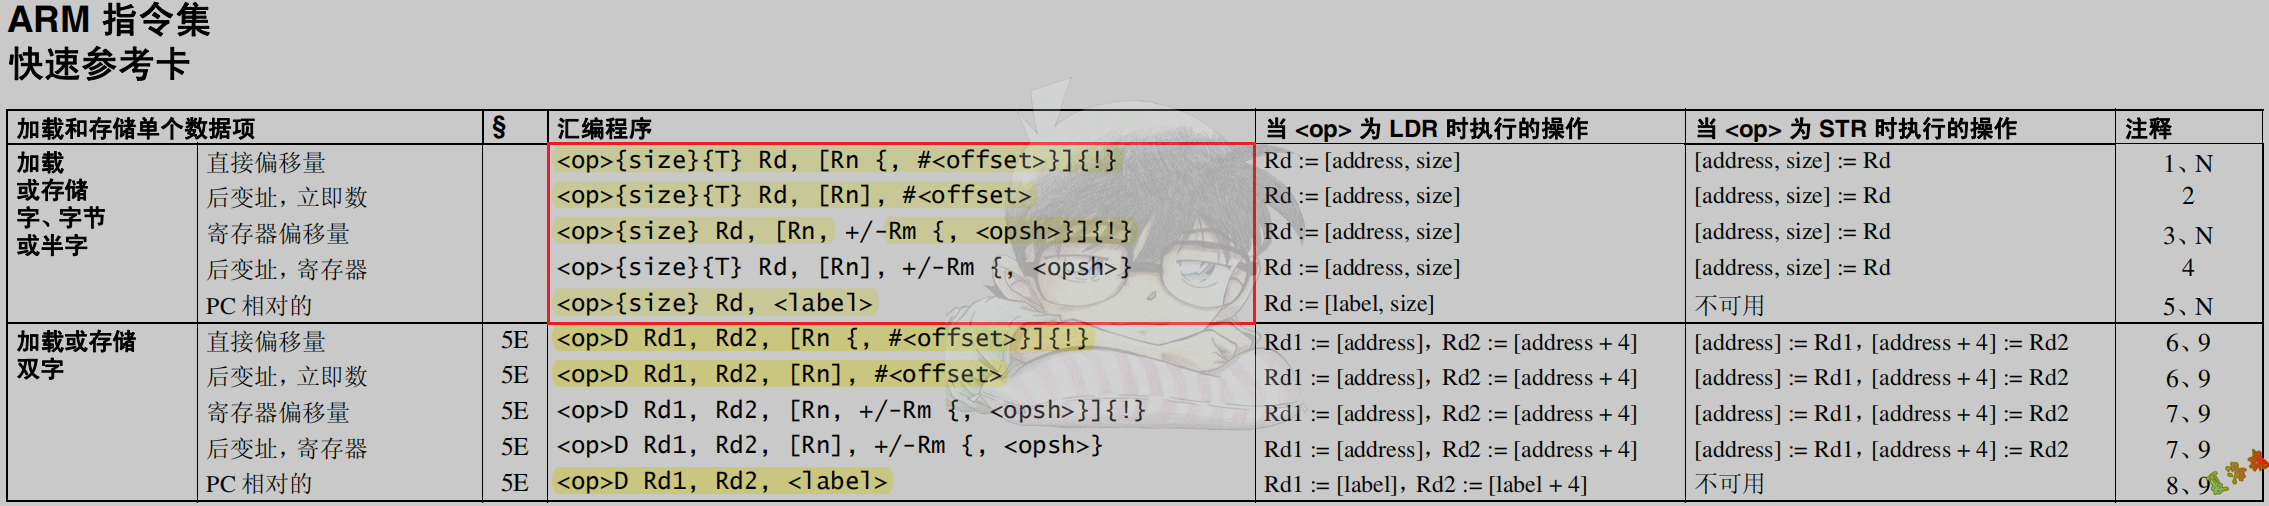 ARM 指令集
快速参考卡
加载和存储单个数据项 § 汇编程序 当 <op> 为 LDR 时执行的操作 当 <op> 为 STR 时执行的操作 注释
加载 直接偏移量 <op>{size}{T} Rd, [Rn {, #<offset>}]{!} Rd := [address, size] [address, size] := Rd 1、N
或存储 后变址，立即数 <op>{size}{T} Rd, [Rn], #<offset> Rd := [address, size] [address, size] := Rd 2
字、字节 寄存器偏移量 <op>{size} Rd, [Rn, +/-Rm {, <opsh>}]{!} Rd := [address, size] [address, size] := Rd 3、N
或半字 后变址，寄存器 <op>{size}{T} Rd, [Rn], +/-Rm {, <opsh>} Rd := [address, size] [address, size] := Rd 4
PC 相对的 <op>{size} Rd, <label> Rd := [label, size] 不可用 5、N
加载或存储 直接偏移量 5E <op>D Rd1, Rd2, [Rn {, #<offset>}]{!} Rd1 := [address]，Rd2 := [address + 4] [address] := Rd1，[address + 4] := Rd2 6、9
双字 后变址，立即数 5E <op>D Rd1, Rd2, [Rn], #<offset> Rd1 := [address]，Rd2 := [address + 4] [address] := Rd1，[address + 4] := Rd2 6、9
寄存器偏移量 5E <op>D Rd1, Rd2, [Rn, +/-Rm {, <opsh>}]{!} Rd1 := [address]，Rd2 := [address + 4] [address] := Rd1，[address + 4] := Rd2 7、9
后变址，寄存器 5E <op>D Rd1, Rd2, [Rn], +/-Rm {, <opsh>} Rd1 := [address]，Rd2 := [address + 4] [address] := Rd1，[address + 4] := Rd2 7、9
PC 相对的 5E <op>D Rd1, Rd2, <label> Rd1 := [label]，Rd2 := [label + 4] 不可用 8、9